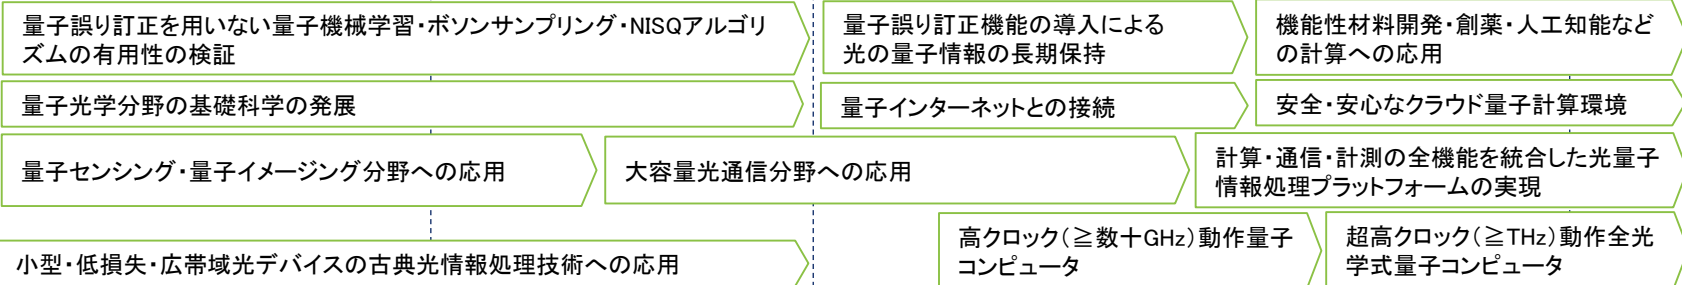 量子誤り訂正を用いない量子機械学習・ボソンサンプリング・NISQアルゴリ
ズムの有用性の検証
量子誤り訂正機能の導入による
光の量子情報の長期保持
機能性材料開発・創薬・人工知能など
の計算への応用
量子光学分野の基礎科学の発展
量子インターネットとの接続
安全・安心なクラウド量子計算環境
量子センシング・量子イメージング分野への応用
大容量光通信分野への応用
計算・通信・計測の全機能を統合した光量子
情報処理プラットフォームの実現
小型・低損失・広帯域光デバイスの古典光情報処理技術への応用
高クロック(≧数十GHz)動作量子
コンピュータ
超高クロック(≧THz)動作全光
学式量子コンピュータ